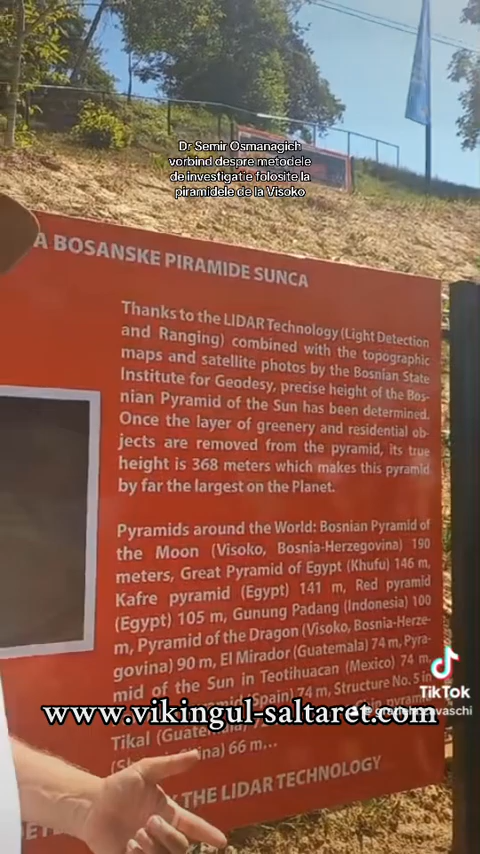 Dr Semir Osmanagich
vorbind despre metodele
de investigatie folosite la
piramidele de la Visoko
A BOSANSKE PIRAMIDE SUNCA
Thanks to the LIDAR Technology (Light Detection
and Ranging) combined with the topographic
maps and satellite photos by the Bosnian State
Institute for Geodesy, precise height of the Bos-
nian Pyramid of the Sun has been determined.
Once the layer of greenery and residential ob-
jects are removed from the pyramid, its true
height is 368 meters which makes this pyramid
by far the largest on the Planet.
Pyramids around the World: Bosnian Pyramid of
the Moon (Visoko, Bosnia-Herzegovina) 190
meters, Great Pyramid of Egypt (Khufu) 146 m,
Kafre pyramid (Egypt) 141 m, Red pyramid
(Egypt) 105 m, Gunung Padang (Indonesia) 100
m, Pyramid of the Dragon (Visoko, Bosnia-Herze-
govina) 90 m, El Mirador (Guatemala) 74 m, Pyra-
mid of the Sun in Teotihuacan (Mexico) 74 m,
(Spain) 74 m, Structure No. 5 in
TikTok
www.vikingul-saltaret.com
Tikal
66 m...
THE LIDAR TECHNOLOGY